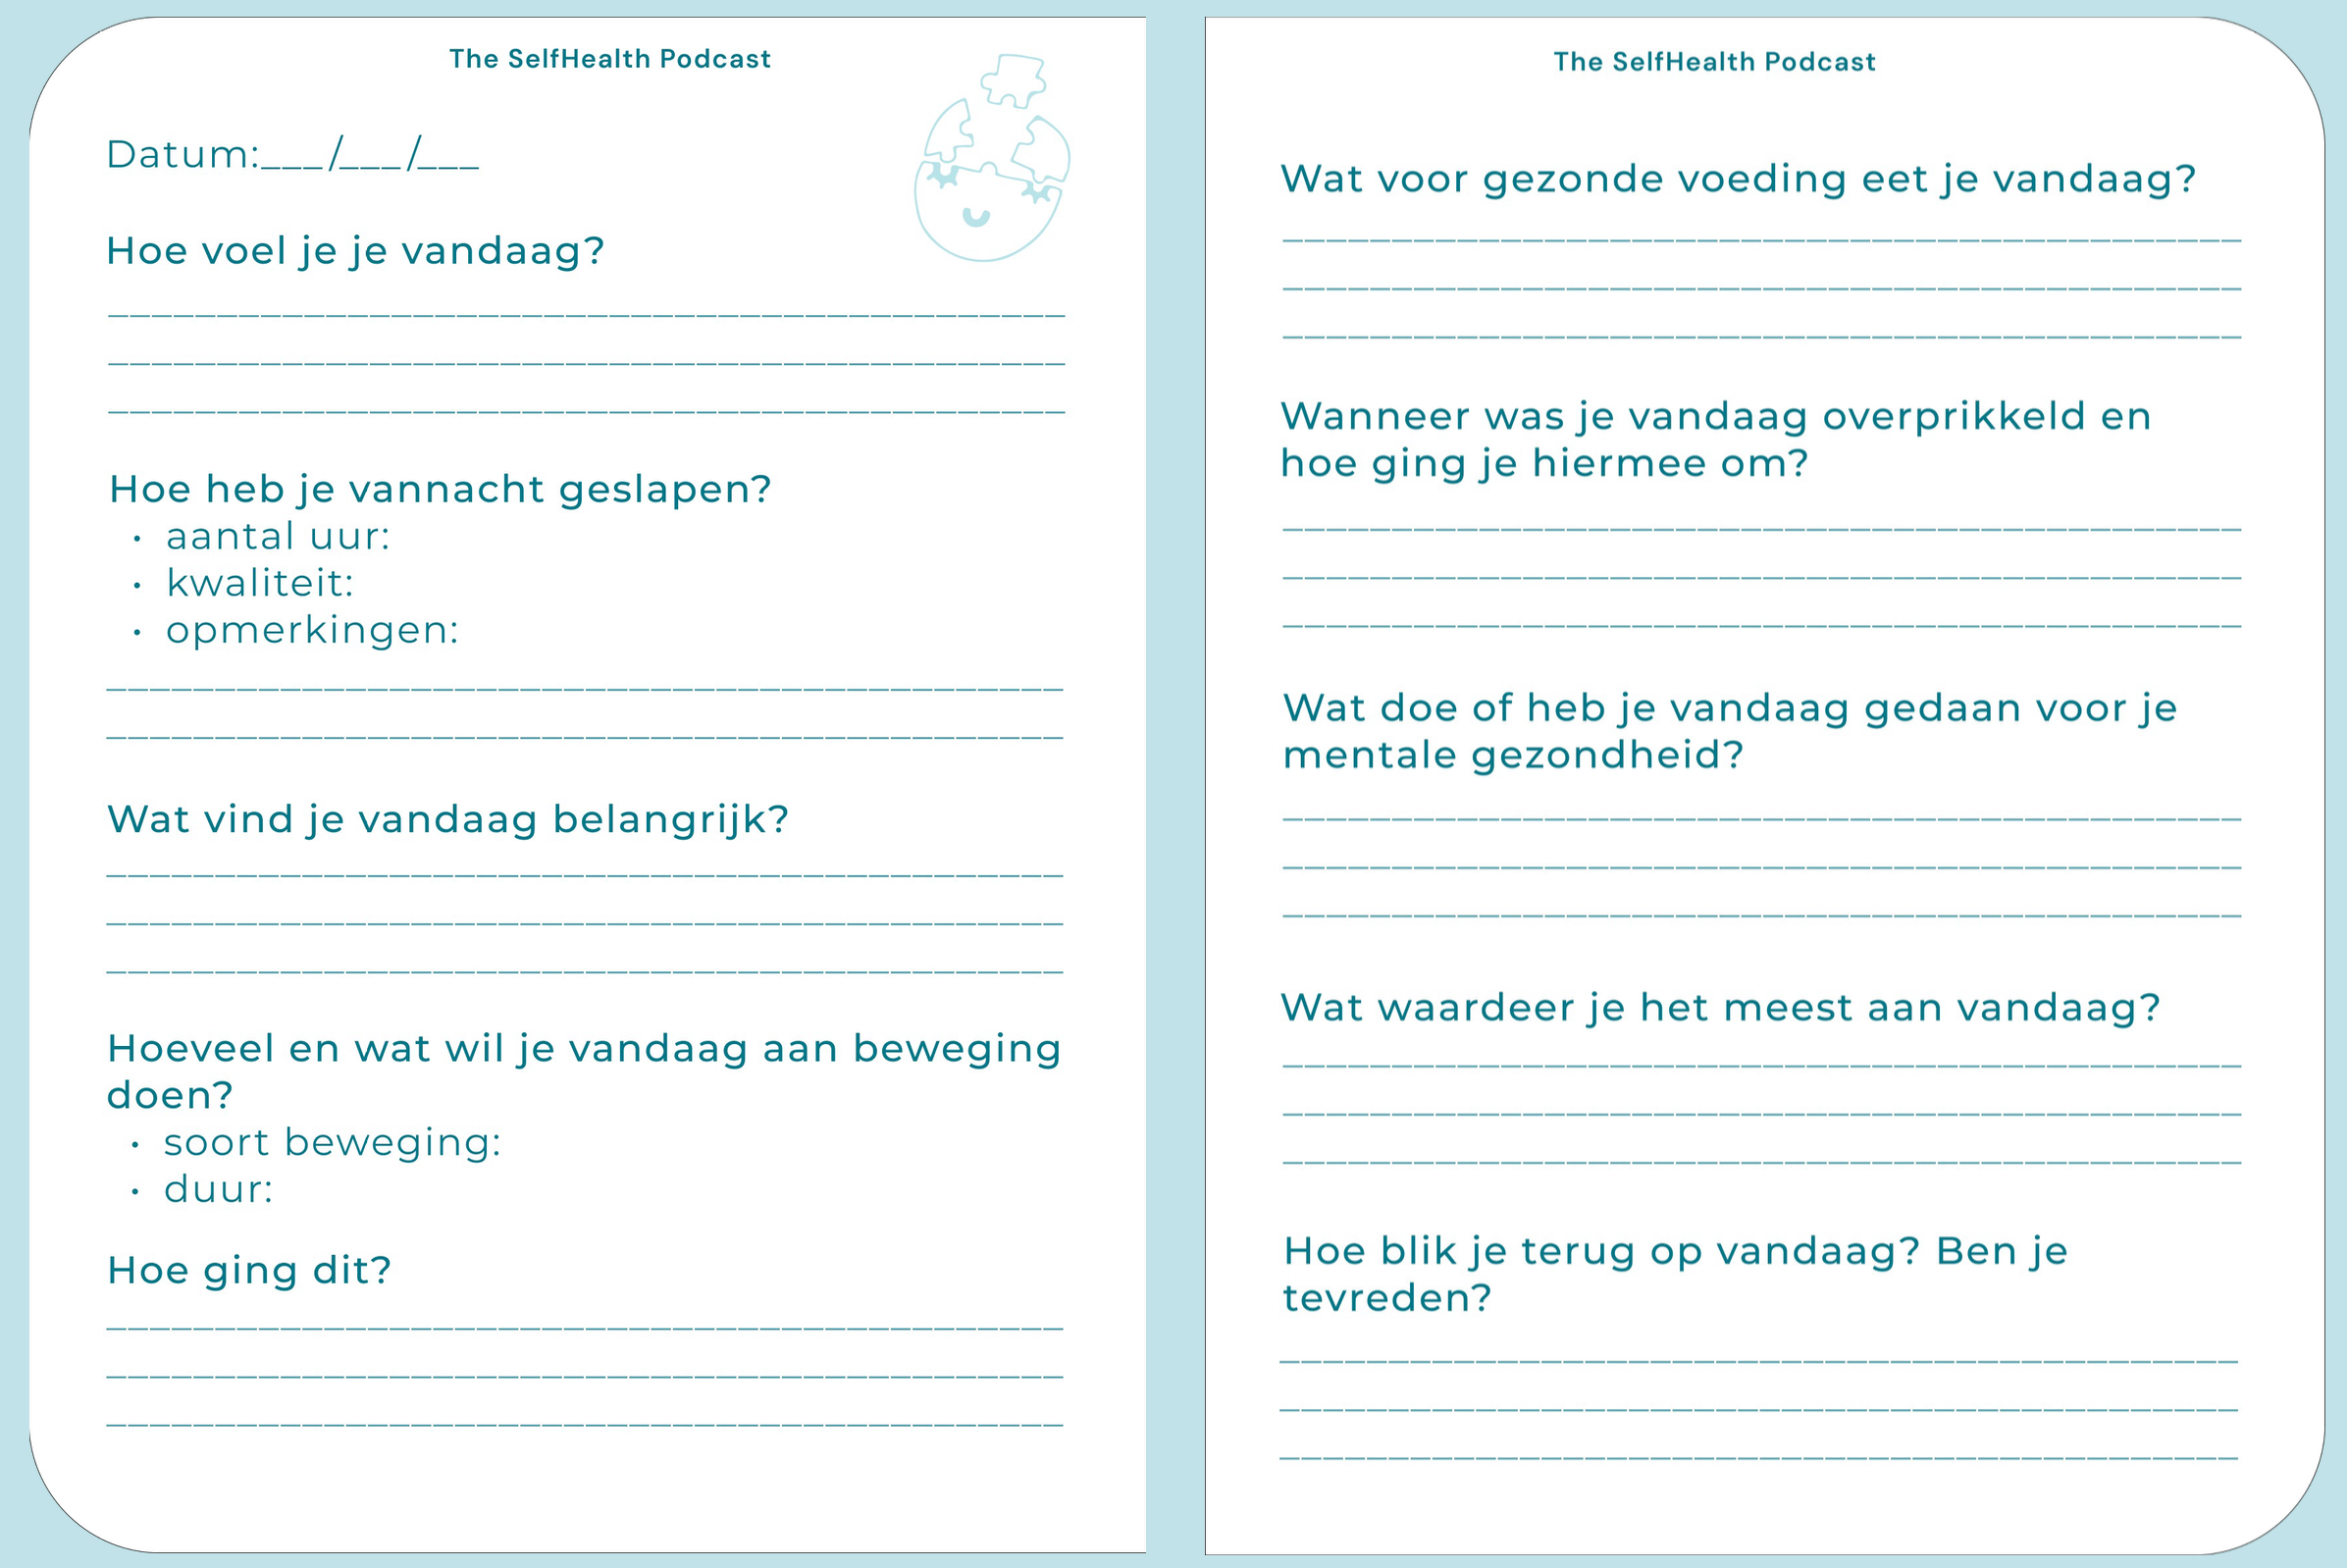 The SelfHealth Podcast
Datum:___/___/___
Hoe voel je je vandaag?
Hoe heb je vannacht geslapen?
• aantal uur:
• kwaliteit:
• opmerkingen:
Wat vind je vandaag belangrijk?
Hoeveel en wat wil je vandaag aan beweging
doen?
• soort beweging:
• duur:
Hoe ging dit?
The SelfHealth Podcast
Wat voor gezonde voeding eet je vandaag?
Wanneer was je vandaag overprikkeld en
hoe ging je hiermee om?
Wat doe of heb je vandaag gedaan voor je
mentale gezondheid?
Wat waardeer je het meest aan vandaag?
Hoe blik je terug op vandaag? Ben je
tevreden?